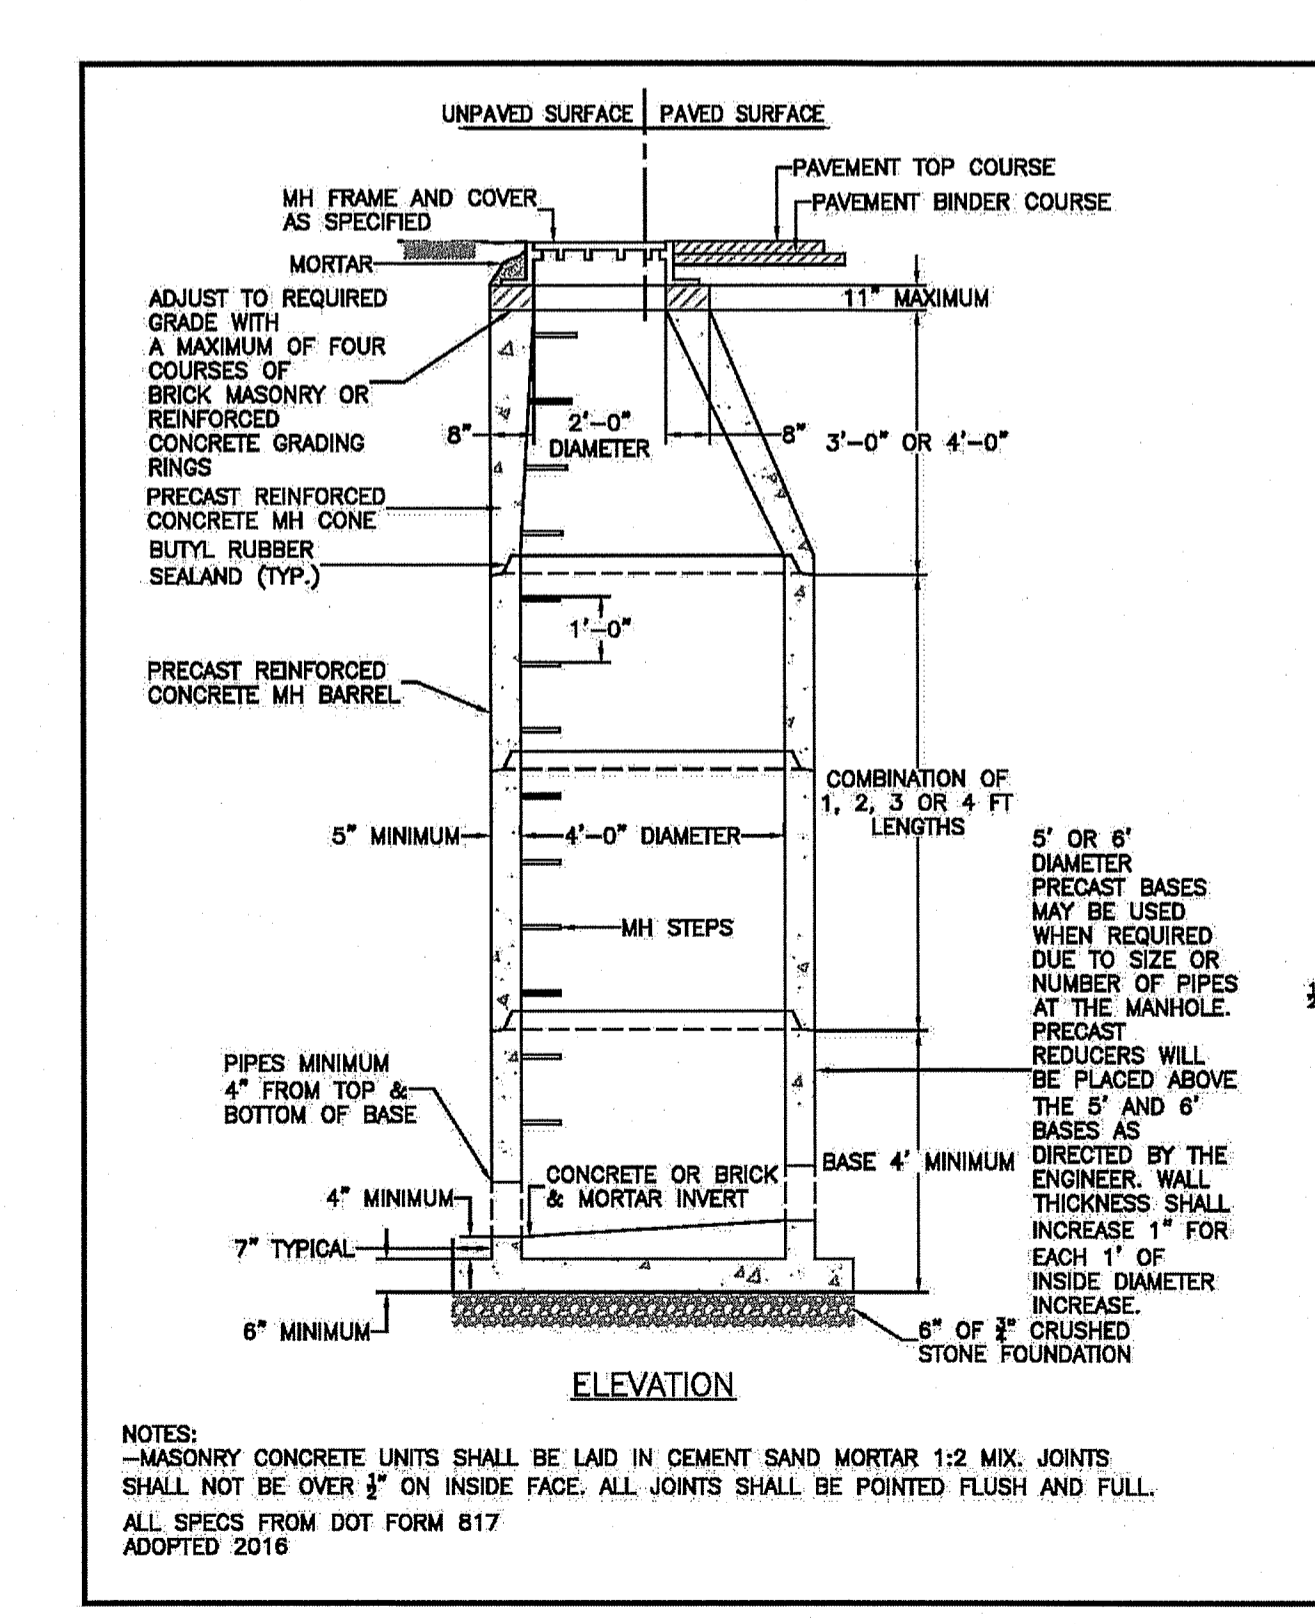 UNPAVED SURFACE PAVED SURFACE
PAVEMENT TOP COURSE
PAVEMENT BINDER COURSE
MH FRAME AND COVER
AS SPECIFIED
MORTAR
ADJUST TO REQUIRED
GRADE WITH
A MAXIMUM OF FOUR
COURSES OF
BRICK MASONRY OR
REINFORCED
CONCRETE GRADING
RINGS
11" MAXIMUM
8"
2'-0"
DIAMETER
8"
3'-0" OR 4'-0"
PRECAST REINFORCED
CONCRETE MH CONE
BUTYL RUBBER
SEALAND (TYP.)
1'-0"
PRECAST REINFORCED
CONCRETE MH BARREL
COMBINATION OF
1, 2, 3 OR 4 FT
LENGTHS
5" MINIMUM
4'-0" DIAMETER
MH STEPS
5' OR 6'
DIAMETER
PRECAST BASES
MAY BE USED
WHEN REQUIRED
DUE TO SIZE OR
NUMBER OF PIPES
AT THE MANHOLE.
PRECAST
REDUCERS WILL
BE PLACED ABOVE
THE 5' AND 6'
BASES AS
DIRECTED BY THE
ENGINEER. WALL
THICKNESS SHALL
INCREASE 1" FOR
EACH 1' OF
INSIDE DIAMETER
INCREASE.
PIPES MINIMUM
4" FROM TOP &
BOTTOM OF BASE
BASE 4' MINIMUM
CONCRETE OR BRICK
& MORTAR INVERT
4" MINIMUM
7" TYPICAL
6" MINIMUM
6" OF 3/4" CRUSHED
STONE FOUNDATION
ELEVATION
NOTES:
-MASONRY CONCRETE UNITS SHALL BE LAID IN CEMENT SAND MORTAR 1:2 MIX. JOINTS
SHALL NOT BE OVER 1/2" ON INSIDE FACE. ALL JOINTS SHALL BE POINTED FLUSH AND FULL.
ALL SPECS FROM DOT FORM 817
ADOPTED 2016